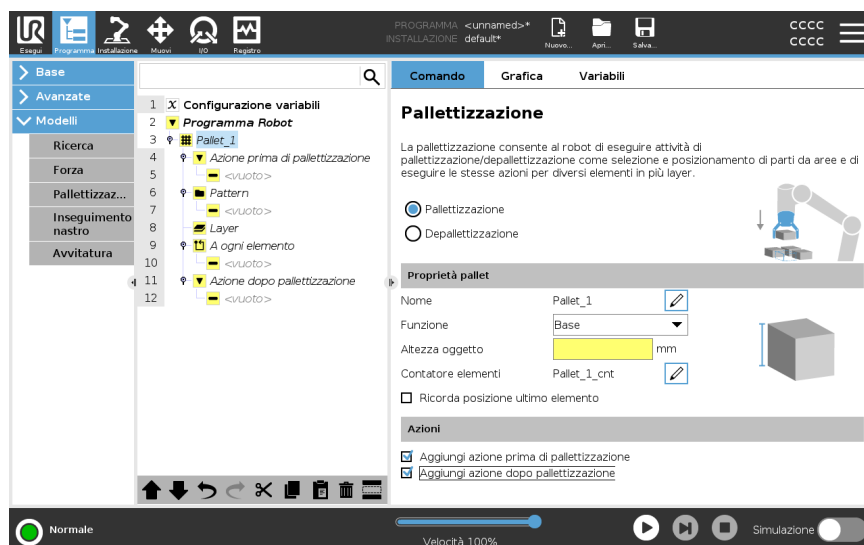 UR
Esegui
Programma
Installazione
Muovi
I/O
Registro
PROGRAMMA <unnamed>*
INSTALLAZIONE default*
Nuovo...
Apri...
Salva...
CCCC
CCCC
Base
Avanzate
Modelli
Ricerca
Forza
Pallettizzaz...
Inseguimento
nastro
Avvitatura
1 X Configurazione variabili
2 Programma Robot
3 Pallet_1
4 Azione prima di pallettizzazione
5 <vuoto>
6 Pattern
7 <vuoto>
8 Layer
9 A ogni elemento
10 <vuoto>
11 Azione dopo pallettizzazione
12 <vuoto>
Comando Grafica Variabili
Pallettizzazione
La pallettizzazione consente al robot di eseguire attività di
pallettizzazione/depallettizzazione come selezione e posizionamento di parti da aree e di
eseguire le stesse azioni per diversi elementi in più layer.
Pallettizzazione
Depallettizzazione
Proprietà pallet
Nome Pallet_1
Funzione Base
Altezza oggetto mm
Contatore elementi Pallet_1_cnt
Ricorda posizione ultimo elemento
Azioni
Aggiungi azione prima di pallettizzazione
Aggiungi azione dopo pallettizzazione
Normale
Velocità 100%
Simulazione